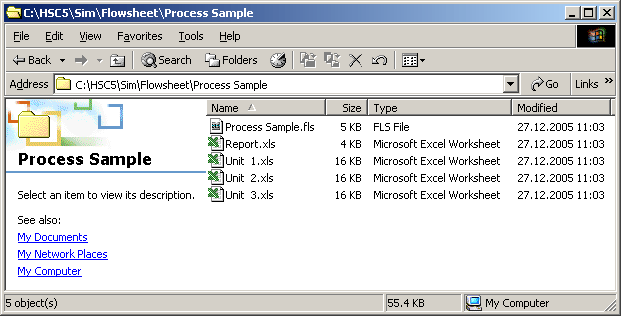 C:\HSC5\Sim\Flowsheet\Process Sample
File Edit View Favorites Tools Help
Back Search Folders
Address C:\HSC5\Sim\Flowsheet\Process Sample Go Links »
Name Size Type Modified
Process Sample.fls 5 KB FLS File 27.12.2005 11:03
Report.xls 4 KB Microsoft Excel Worksheet 27.12.2005 11:03
Unit 1.xls 16 KB Microsoft Excel Worksheet 27.12.2005 11:03
Unit 2.xls 16 KB Microsoft Excel Worksheet 27.12.2005 11:03
Unit 3.xls 16 KB Microsoft Excel Worksheet 27.12.2005 11:03
Process Sample
Select an item to view its description.
See also:
My Documents
My Network Places
My Computer
5 object(s) 55.4 KB My Computer